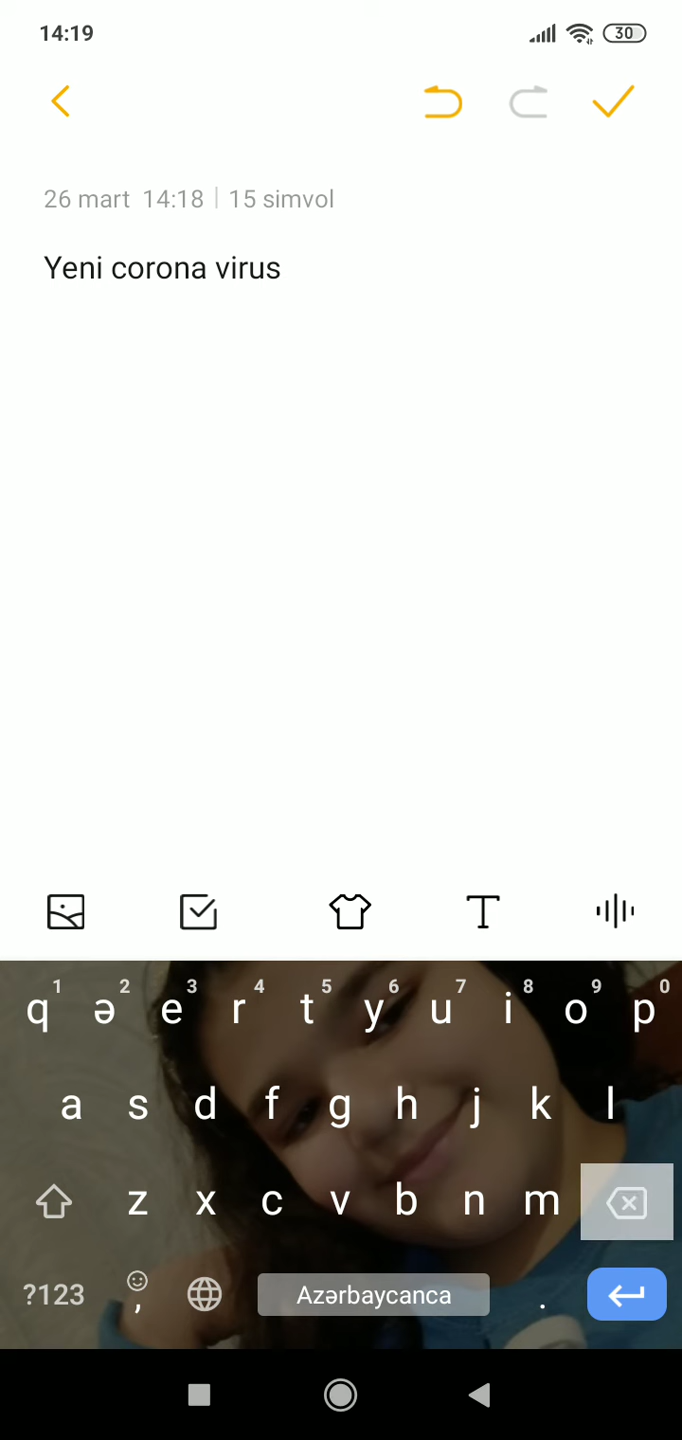 14:19 30
26 mart 14:18 | 15 simvol
Yeni corona virus
1 2 3 4 5 6 7 8 9 0
q ə e r t y u i o p
a s d f g h j k l
z x c v b n m
?123 , Azərbaycanca .